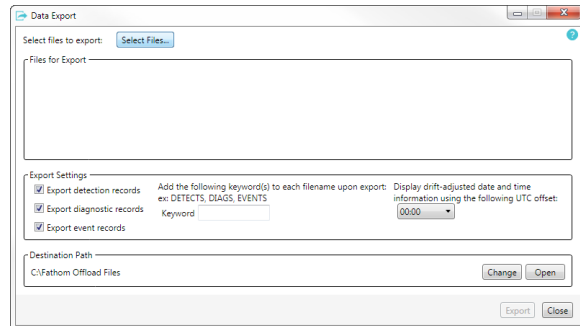 Data Export
Select files to export: Select Files...
?
Files for Export
Export Settings
Export detection records
Export diagnostic records
Export event records
Add the following keyword(s) to each filename upon export:
ex: DETECTS, DIAGS, EVENTS
Keyword
Display drift-adjusted date and time
information using the following UTC offset:
00:00
Destination Path
C:\Fathom Offload Files
Change Open
Export Close